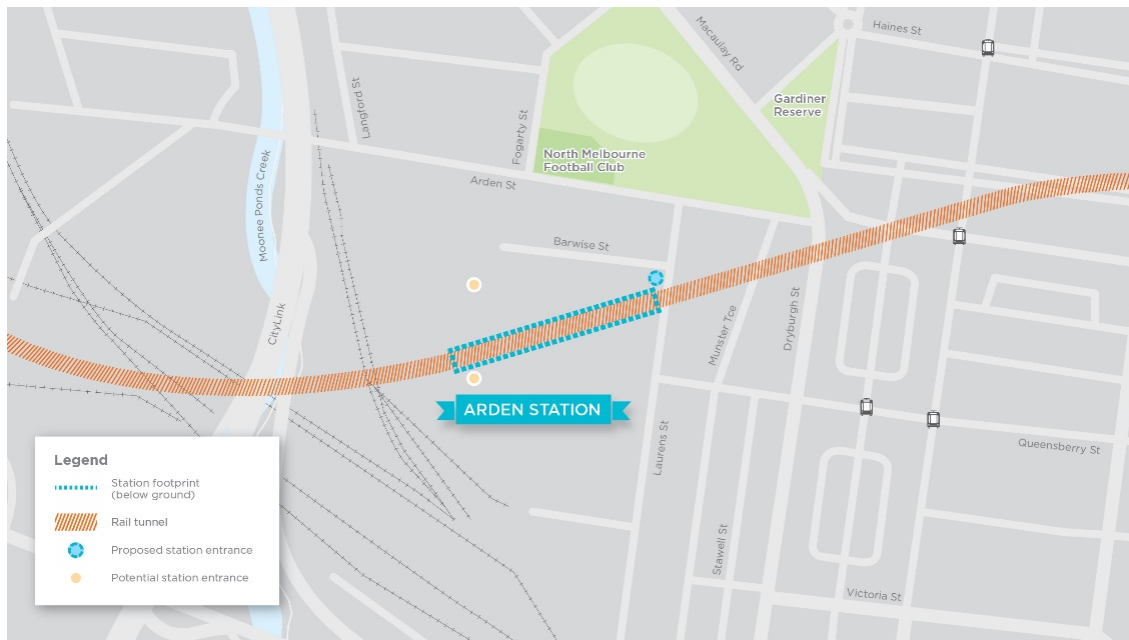 Haines St
Macaulay Rd
Langford St
Gardiner
Reserve
Fogarty St
North Melbourne
Football Club
Arden St
Moonee Ponds Creek
Barwise St
CityLink
Munster Tce
Dryburgh St
ARDEN STATION
Laurens St
Queensberry St
Stawell St
Victoria St
Legend
Station footprint
(below ground)
Rail tunnel
Proposed station entrance
Potential station entrance